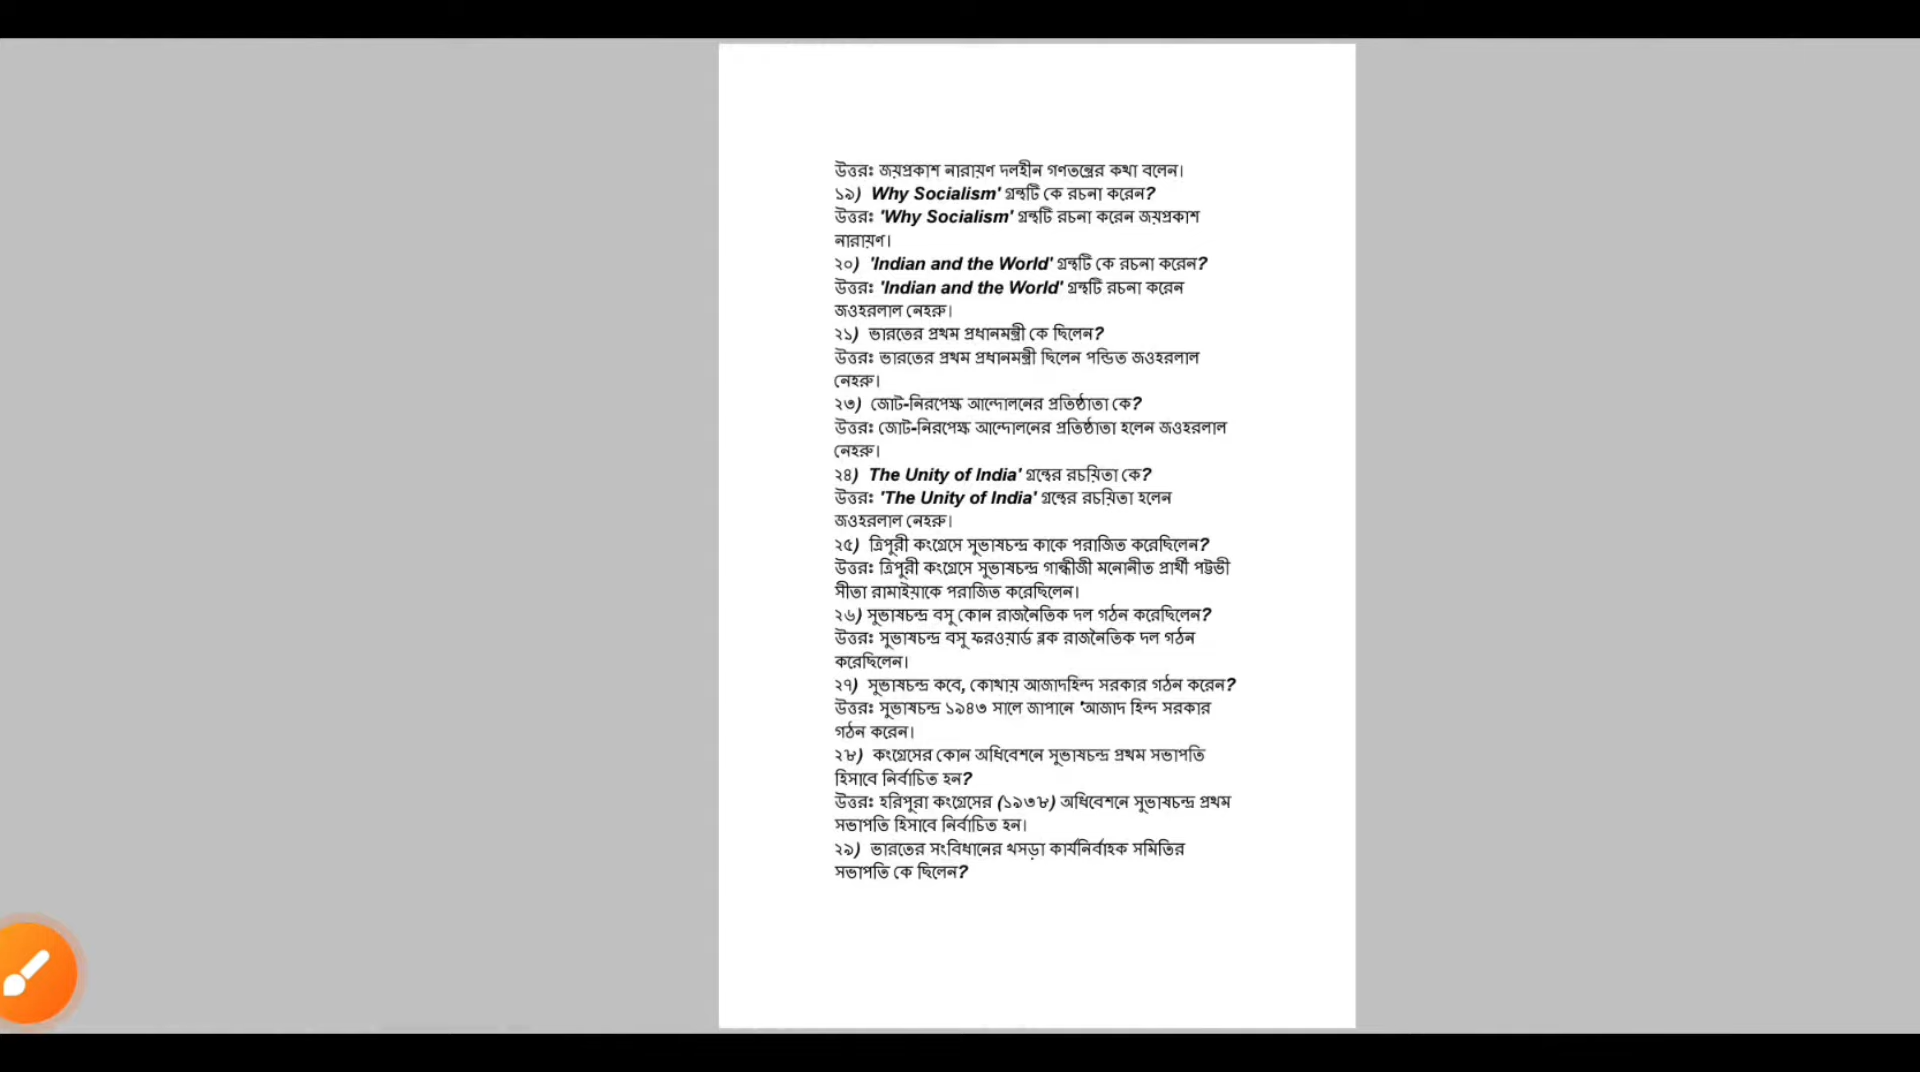 উত্তরঃ জয়প্রকাশ নারায়ণ দলহীন গণতন্ত্রের কথা বলেন।
১৯) Why Socialism' গ্রন্থটি কে রচনা করেন?
উত্তরঃ 'Why Socialism' গ্রন্থটি রচনা করেন জয়প্রকাশ
নারায়ণ।
২০) 'Indian and the World' গ্রন্থটি কে রচনা করেন?
উত্তরঃ 'Indian and the World' গ্রন্থটি রচনা করেন
জওহরলাল নেহরু।
২১) ভারতের প্রথম প্রধানমন্ত্রী কে ছিলেন?
উত্তরঃ ভারতের প্রথম প্রধানমন্ত্রী ছিলেন পন্ডিত জওহরলাল
নেহরু।
২৩) জোট-নিরপেক্ষ আন্দোলনের প্রতিষ্ঠাতা কে?
উত্তরঃ জোট-নিরপেক্ষ আন্দোলনের প্রতিষ্ঠাতা হলেন জওহরলাল
নেহরু।
২৪) The Unity of India' গ্রন্থের রচয়িতা কে?
উত্তরঃ 'The Unity of India' গ্রন্থের রচয়িতা হলেন
জওহরলাল নেহরু।
২৫) ত্রিপুরী কংগ্রেসে সুভাষচন্দ্র কাকে পরাজিত করেছিলেন?
উত্তরঃ ত্রিপুরী কংগ্রেসে সুভাষচন্দ্র গান্ধীজী মনোনীত প্রার্থী পট্টভী
সীতা রামাইয়াকে পরাজিত করেছিলেন।
২৬) সুভাষচন্দ্র বসু কোন রাজনৈতিক দল গঠন করেছিলেন?
উত্তরঃ সুভাষচন্দ্র বসু ফরওয়ার্ড ব্লক রাজনৈতিক দল গঠন
করেছিলেন।
২৭) সুভাষচন্দ্র কবে, কোথায় আজাদহিন্দ সরকার গঠন করেন?
উত্তরঃ সুভাষচন্দ্র ১৯৪৩ সালে জাপানে 'আজাদ হিন্দ সরকার
গঠন করেন।
২৮) কংগ্রেসের কোন অধিবেশনে সুভাষচন্দ্র প্রথম সভাপতি
হিসাবে নির্বাচিত হন?
উত্তরঃ হরিপুরা কংগ্রেসের (১৯৩৮) অধিবেশনে সুভাষচন্দ্র প্রথম
সভাপতি হিসাবে নির্বাচিত হন।
২৯) ভারতের সংবিধানের খসড়া কার্যনির্বাহক সমিতির
সভাপতি কে ছিলেন?